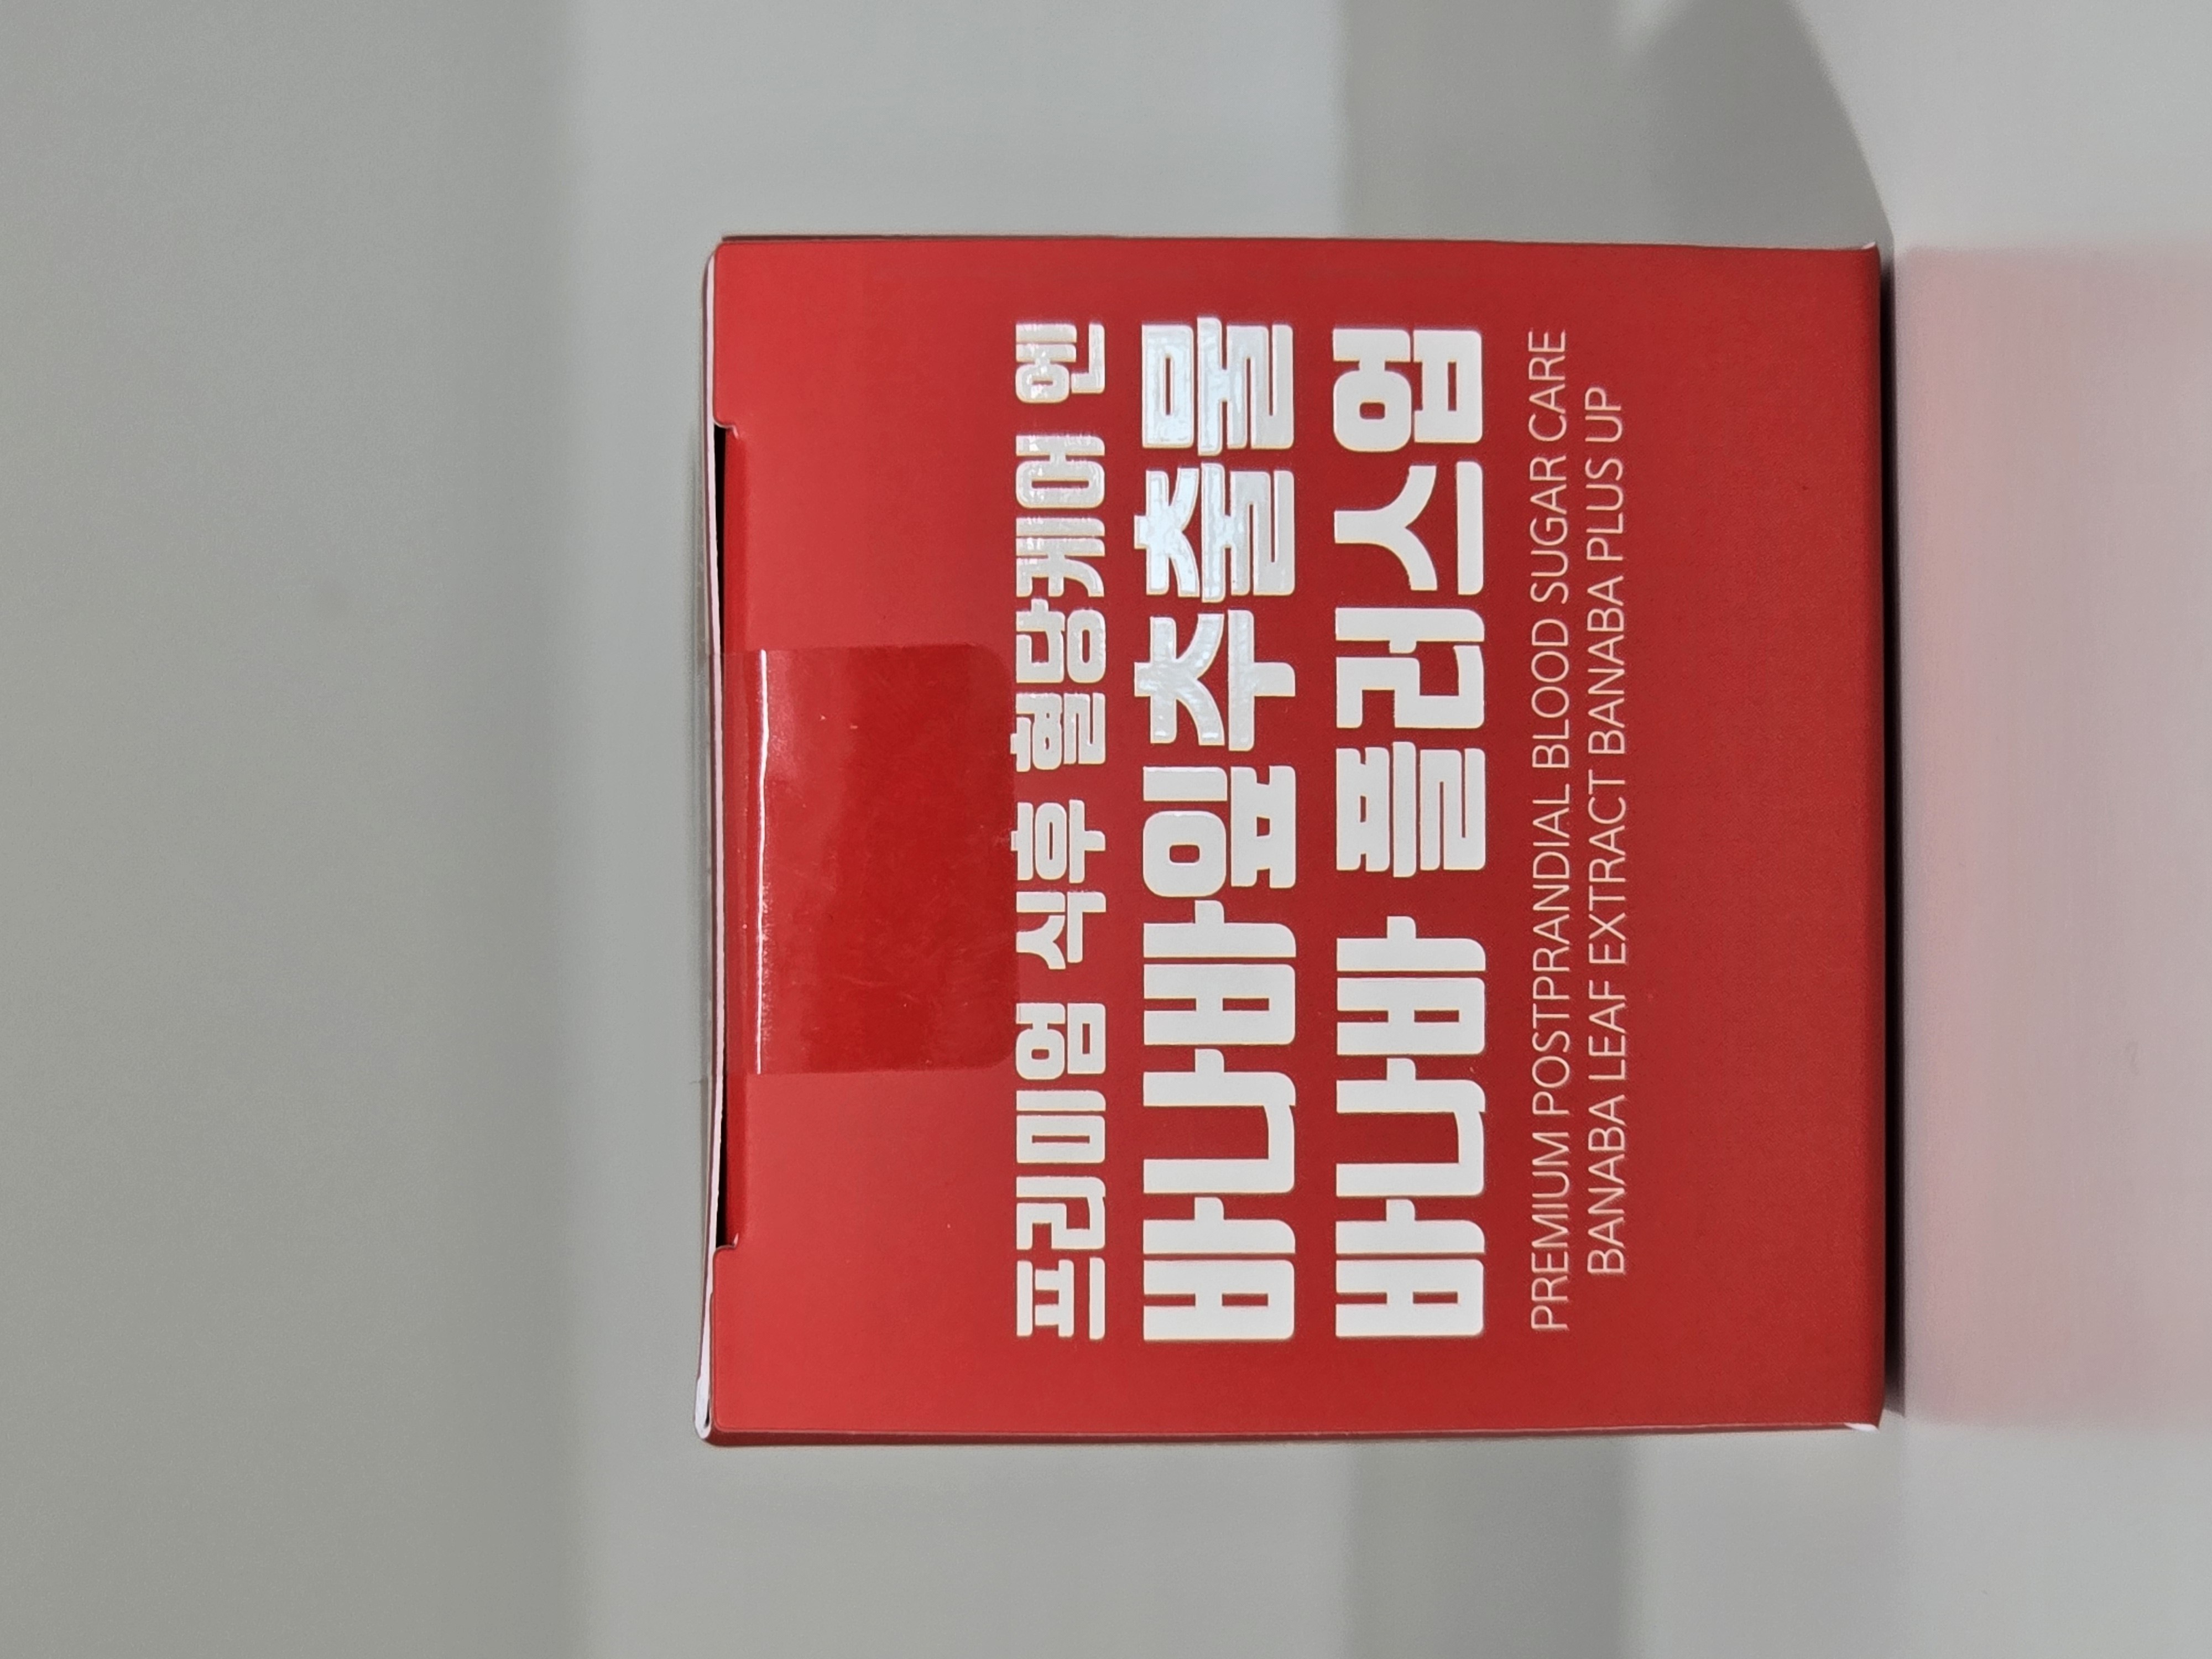 프리미엄 식후 혈당케어 엔
바나바잎추출물
바나바 플러스업
PREMIUM POSTPRANDIAL BLOOD SUGAR CARE
BANABA LEAF EXTRACT BANABA PLUS UP